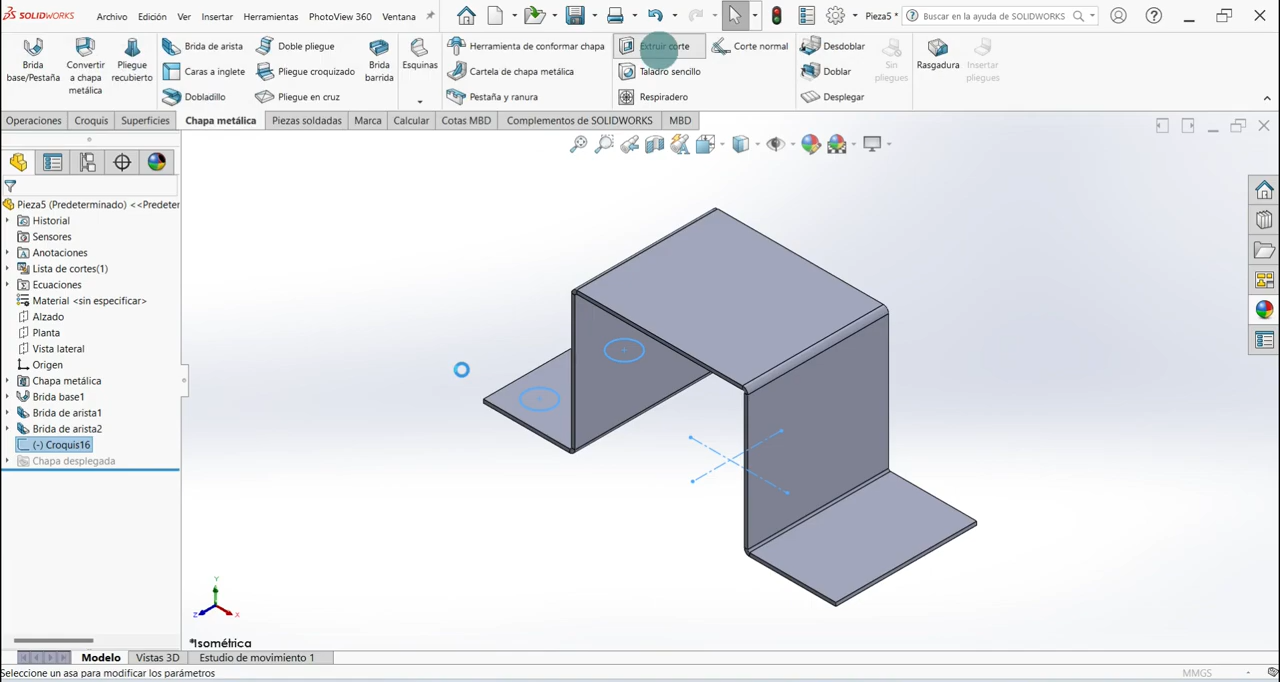 SOLIDWORKS Archivo Edición Ver Insertar Herramientas PhotoView 360 Ventana Pieza5 * Buscar en la ayuda de SOLIDWORKS
Brida base/Pestaña
Convertir a chapa metálica
Pliegue recubierto
Brida de arista
Caras a inglete
Dobladillo
Doble pliegue
Pliegue croquizado
Pliegue en cruz
Brida barrida
Esquinas
Herramienta de conformar chapa
Cartela de chapa metálica
Pestaña y ranura
Extruir corte
Taladro sencillo
Respiradero
Corte normal
Desdoblar
Doblar
Desplegar
Sin pliegues
Rasgadura
Insertar pliegues
Operaciones Croquis Superficies Chapa metálica Piezas soldadas Marca Calcular Cotas MBD Complementos de SOLIDWORKS MBD
Pieza5 (Predeterminado) <<Predeter
Historial
Sensores
Anotaciones
Lista de cortes(1)
Ecuaciones
Material <sin especificar>
Alzado
Planta
Vista lateral
Origen
Chapa metálica
Brida base1
Brida de arista1
Brida de arista2
(-) Croquis16
Chapa desplegada
Y
Z
X
*Isométrica
Modelo Vistas 3D Estudio de movimiento 1
Seleccione un asa para modificar los parámetros MMGS